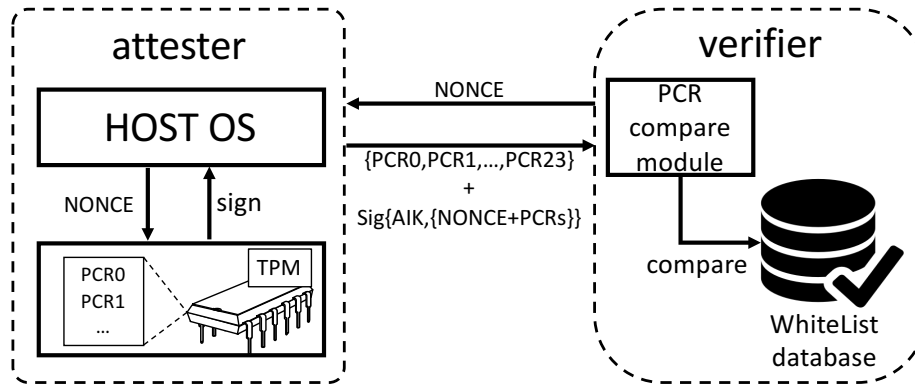 attester
HOST OS
NONCE
sign
PCR0
PCR1
...
TPM
NONCE
{PCR0,PCR1,...,PCR23}
+
Sig{AIK,{NONCE+PCRs}}
verifier
PCR
compare
module
compare
WhiteList
database